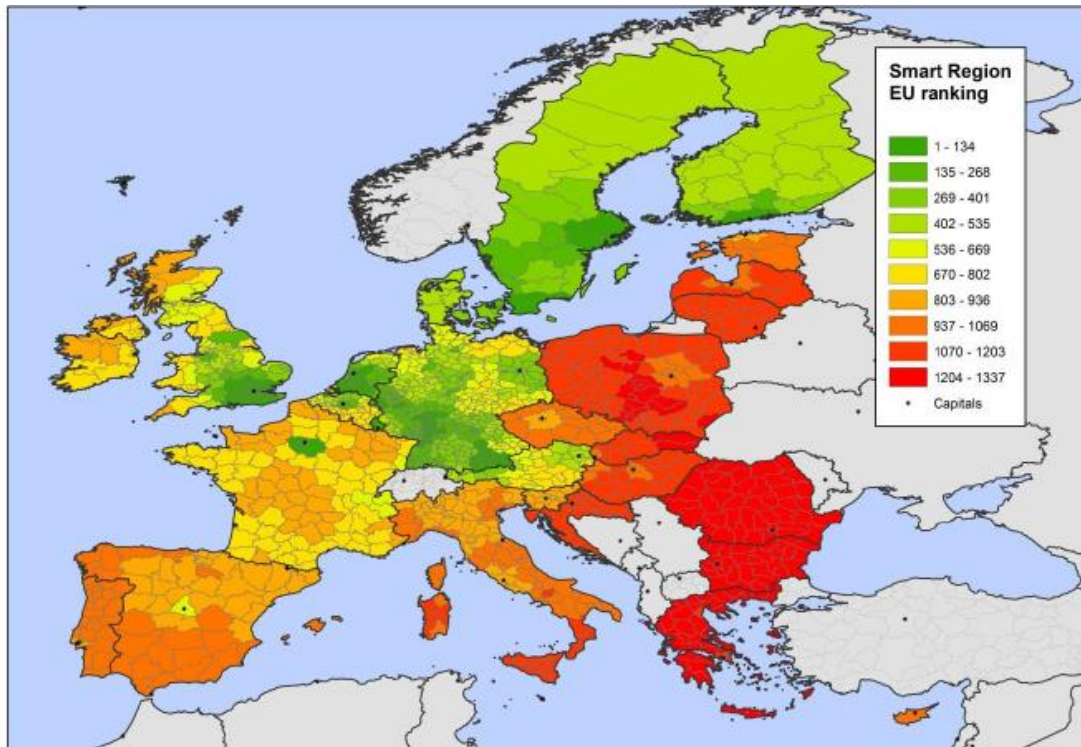 Smart Region
EU ranking
1 - 134
135 - 268
269 - 401
402 - 535
536 - 669
670 - 802
803 - 936
937 - 1069
1070 - 1203
1204 - 1337
Capitals